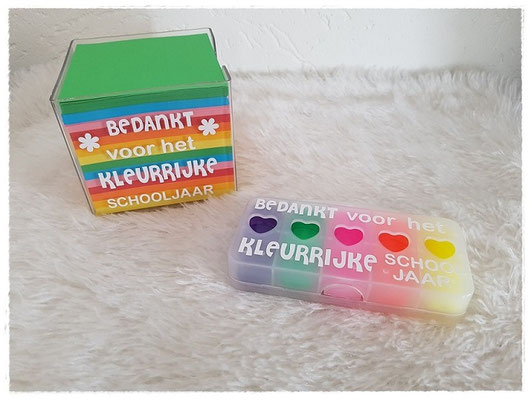 BEDANKT
voor het
KLEURRIJKE
SCHOOLJAAR
BEDANKT voor het
KLEURRIJKE SCHOOL
JAAR